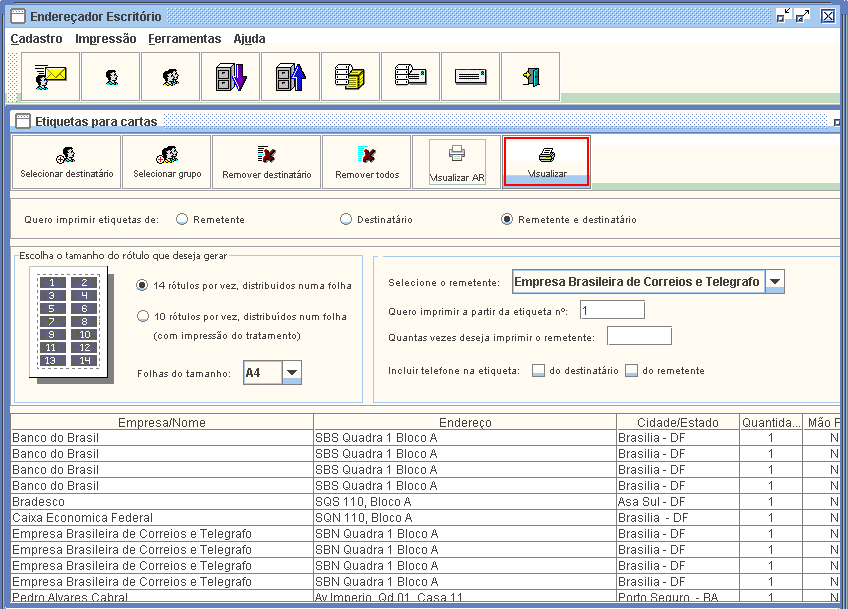 Endereçador Escritório
Cadastro Impressão Ferramentas Ajuda
Etiquetas para cartas
Selecionar destinatário Selecionar grupo Remover destinatário Remover todos Visualizar AR Visualizar
Quero imprimir etiquetas de: Remetente Destinatário Remetente e destinatário
Escolha o tamanho do rótulo que deseja gerar
1 2
3 4
5 6
7 8
9 10
11 12
13 14
14 rótulos por vez, distribuidos numa folha
10 rótulos por vez, distribuídos num folha
(com impressão do tratamento)
Folhas do tamanho: A4
Selecione o remetente: Empresa Brasileira de Correios e Telegrafo
Quero imprimir a partir da etiqueta nº: 1
Quantas vezes deseja imprimir o remetente:
Incluir telefone na etiqueta: do destinatário do remetente
Empresa/Nome Endereço Cidade/Estado Quantida... Mão P
Banco do Brasil SBS Quadra 1 Bloco A Brasilia - DF 1 N
Banco do Brasil SBS Quadra 1 Bloco A Brasilia - DF 1 N
Banco do Brasil SBS Quadra 1 Bloco A Brasilia - DF 1 N
Banco do Brasil SBS Quadra 1 Bloco A Brasilia - DF 1 N
Bradesco SQS 110, Bloco A Asa Sul - DF 1 N
Caixa Economica Federal SQN 110, Bloco A Brasilia - DF 1 N
Empresa Brasileira de Correios e Telegrafo SBN Quadra 1 Bloco A Brasilia - DF 1 N
Empresa Brasileira de Correios e Telegrafo SBN Quadra 1 Bloco A Brasilia - DF 1 N
Empresa Brasileira de Correios e Telegrafo SBN Quadra 1 Bloco A Brasilia - DF 1 N
Empresa Brasileira de Correios e Telegrafo SBN Quadra 1 Bloco A Brasilia - DF 1 N
Pedro Alvares Cabral Av Imperio, Qd 01, Casa 11 Porto Seguro - BA 1 N